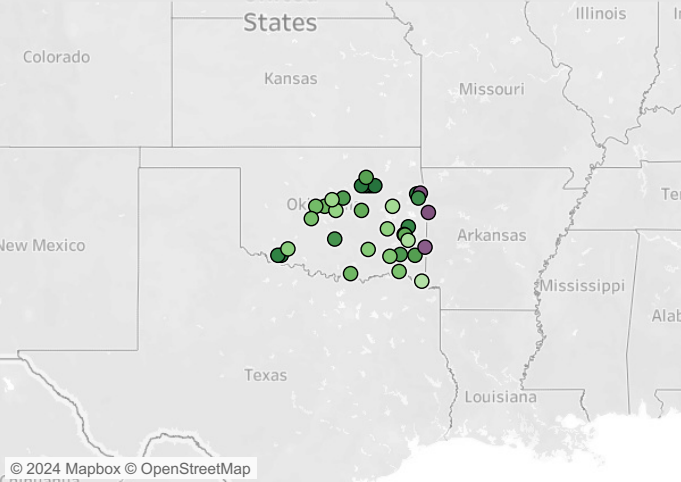 States
Illinois
Colorado
Kansas
Missouri
New Mexico
Arkansas
Mississippi
Texas
Louisiana
© 2024 Mapbox © OpenStreetMap